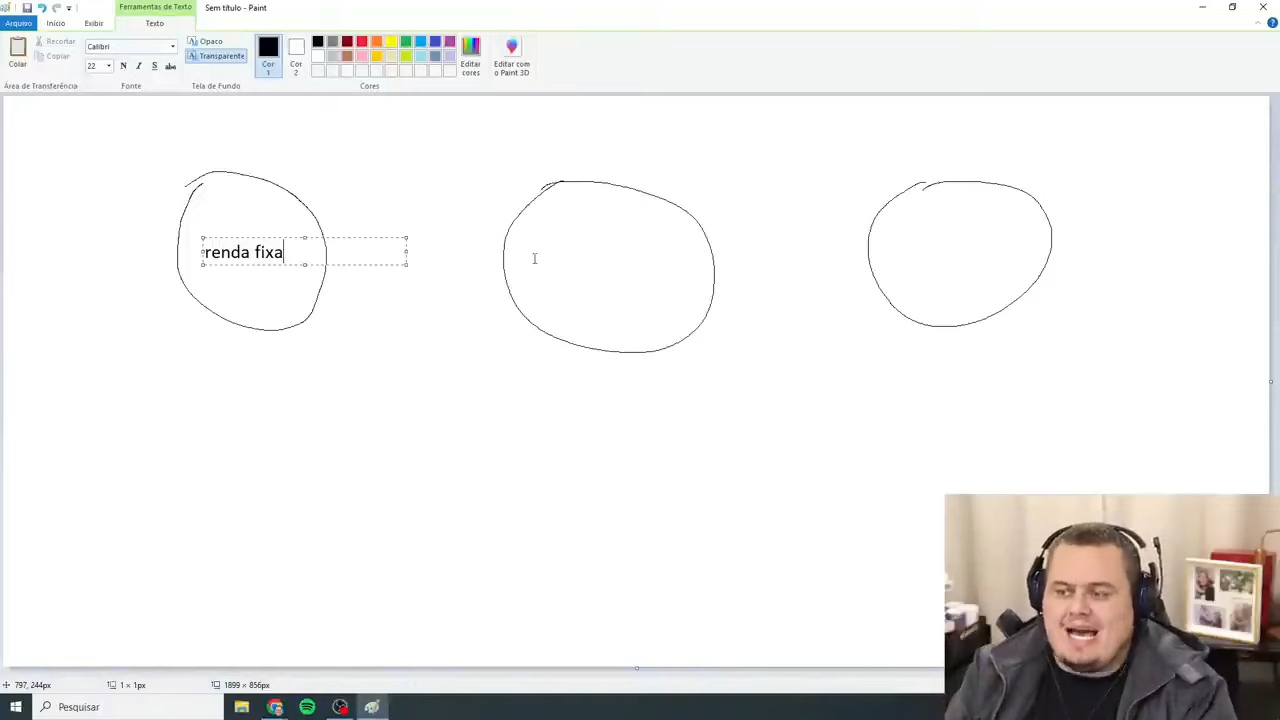 Ferramentas de Texto
Sem título - Paint
Arquivo Início Exibir Texto
Colar
Recortar
Copiar
Área de Transferência
Calibri
22
N I S abc
Fonte
Opaco
Transparente
Tela de Fundo
Cor 1
Cor 2
Cores
Editar cores
Editar com o Paint 3D
renda fixa
797, 244px
1 × 1px
1899 × 856px
Pesquisar